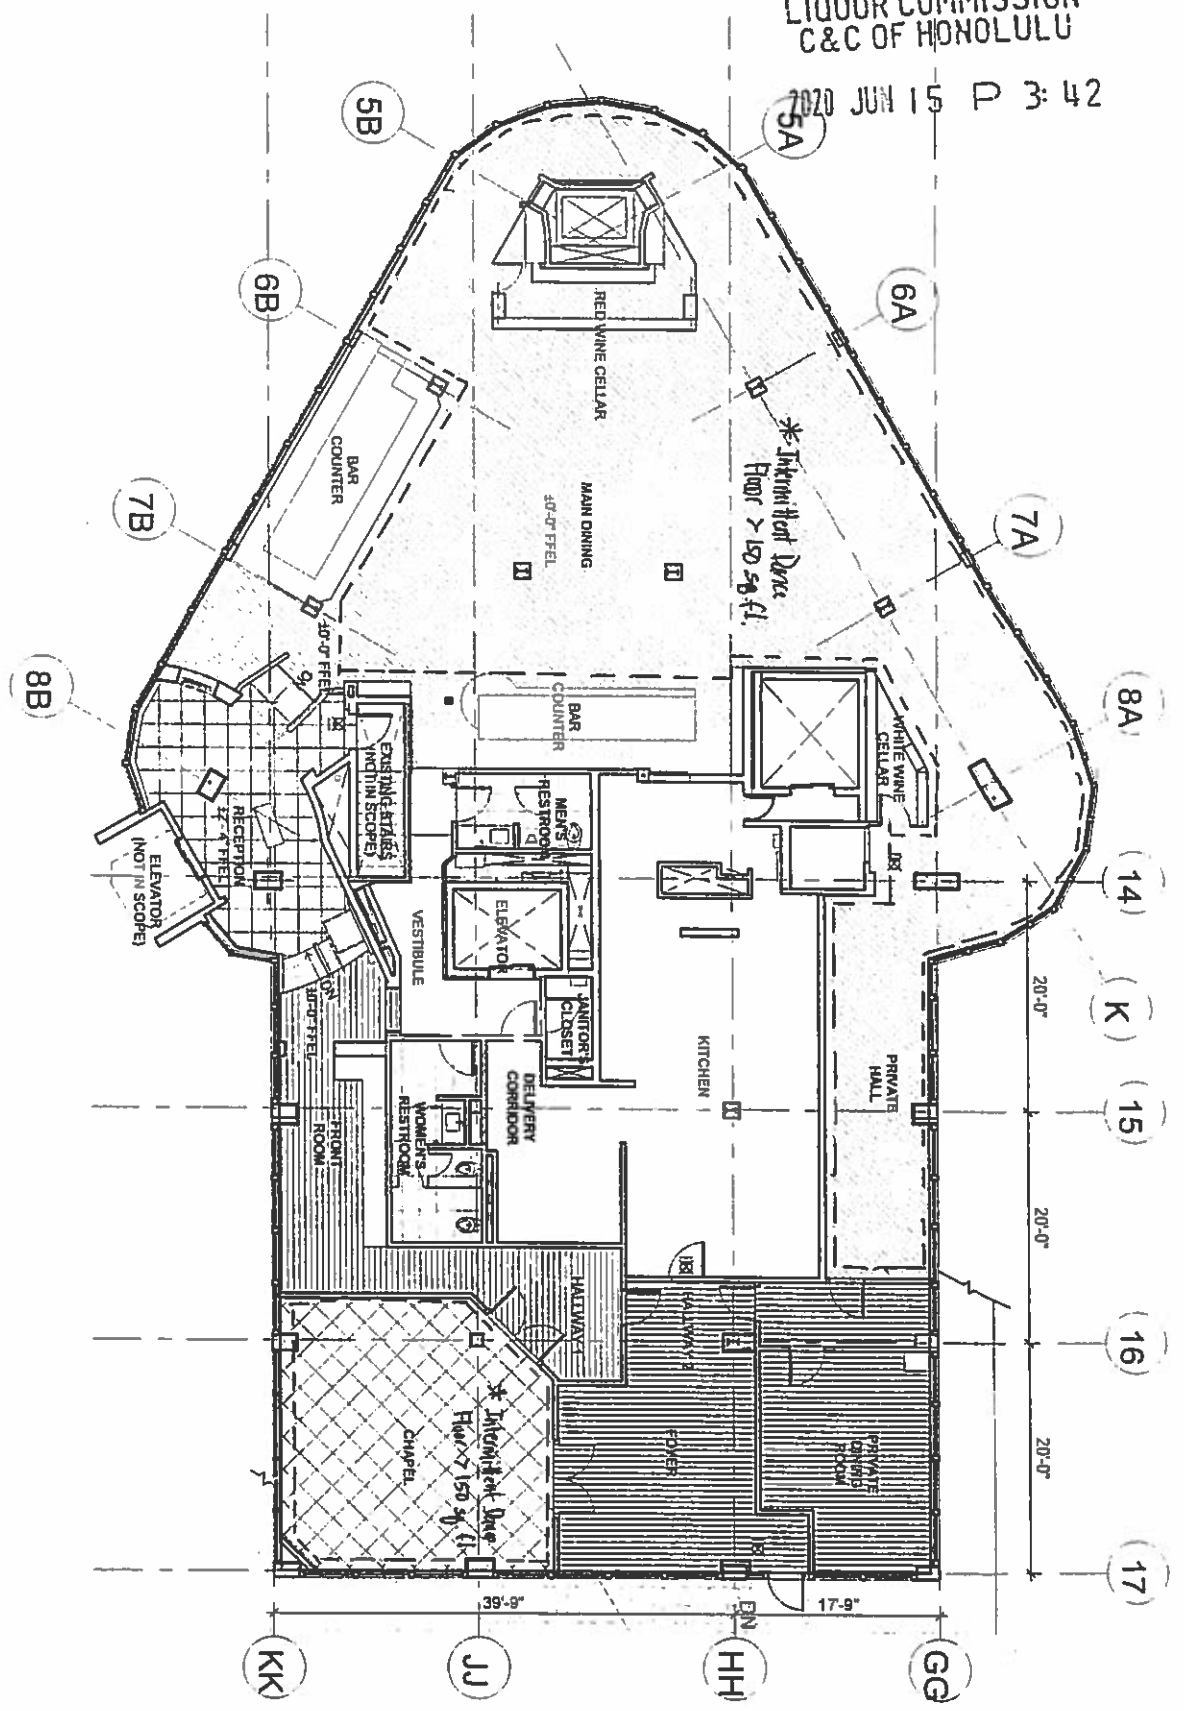 LIQUOR COMMISSION
C&C OF HONOLULU
2020 JUN 15 P 3:42
5B
5A
6B
6A
RED WINE CELLAR
BAR
COUNTER
* Intermittent Dance
Floor > 150 sq. ft.
MAIN DINING
±0'-0" FFEL
7B
7A
±0'-0" FFEL
8B
8A
BAR
COUNTER
WHITE WINE
CELLAR
EXISTING STAIRS
(NOT IN SCOPE)
MEN'S
RESTROOM
RECEPTION
ELEVATOR
(NOT IN SCOPE)
14
VESTIBULE
ELEVATOR
DN
±0'-0" FFEL
JANITOR'S
CLOSET
KITCHEN
PRIVATE
HALL
20'-0"
K
DELIVERY
CORRIDOR
WOMEN'S
RESTROOM
FRONT
ROOM
15
20'-0"
HALLWAY 1
HALLWAY 2
16
* Intermittent Dance
Floor > 150 sq. ft.
CHAPEL
FOYER
PRIVATE
DINING
ROOM
20'-0"
17
39'-9"
DN
17'-9"
KK
JJ
HH
GG